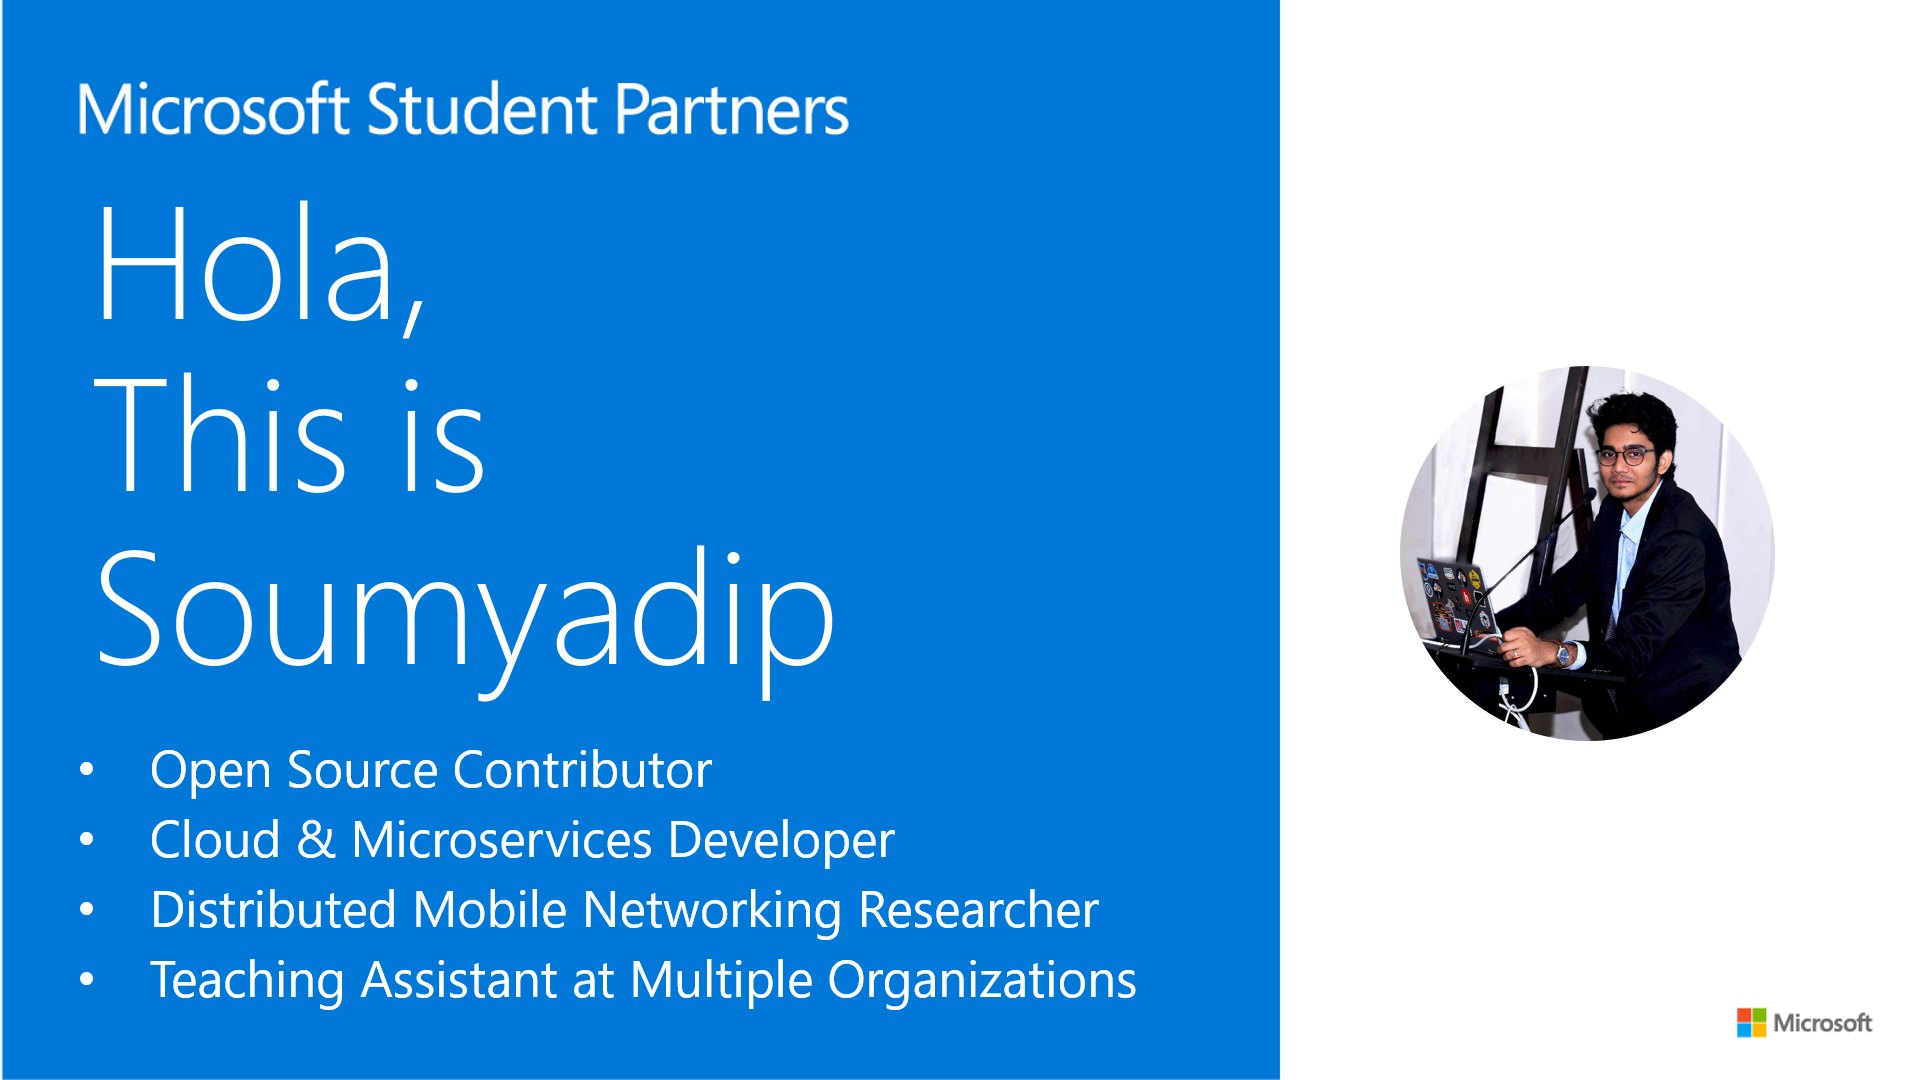 Microsoft Student Partners
Hola,
This is
Soumyadip
• Open Source Contributor
• Cloud & Microservices Developer
• Distributed Mobile Networking Researcher
• Teaching Assistant at Multiple Organizations
Microsoft